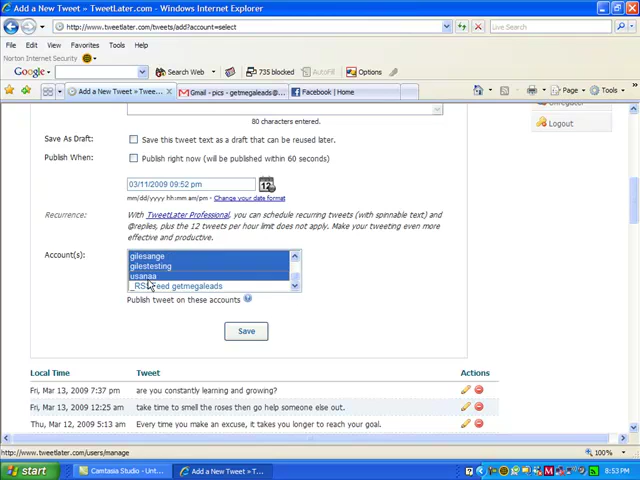 Add a New Tweet » TweetLater.com - Windows Internet Explorer
http://www.tweetlater.com/tweets/add?account=select
Live Search
File Edit View Favorites Tools Help
Norton Internet Security
Google Search Web 735 blocked AutoFill Options
Add a New Tweet » Twee... Gmail - pics - getmegaleads@... Facebook | Home Page Tools
Unregister
Logout
80 characters entered.
Save As Draft: Save this tweet text as a draft that can be reused later.
Publish When: Publish right now (will be published within 60 seconds)
03/11/2009 09:52 pm 12
mm/dd/yyyy hh:mm am/pm - Change your date format
Recurrence: With TweetLater Professional, you can schedule recurring tweets (with spinnable text) and
@replies, plus the 12 tweets per hour limit does not apply. Make your tweeting even more
effective and productive.
Account(s): gilesange
gilestesting
usanaa
_RSS Feed getmegaleads
Publish tweet on these accounts ?
Save
Local Time Tweet Actions
Fri, Mar 13, 2009 7:37 pm are you constantly learning and growing?
Fri, Mar 13, 2009 12:25 am take time to smell the roses then go help someone else out.
Thu, Mar 12, 2009 5:13 am Every time you make an excuse, it takes you longer to reach your goal.
http://www.tweetlater.com/users/manage
100%
start Camtasia Studio - Unt... Add a New Tweet » T... 8:53 PM